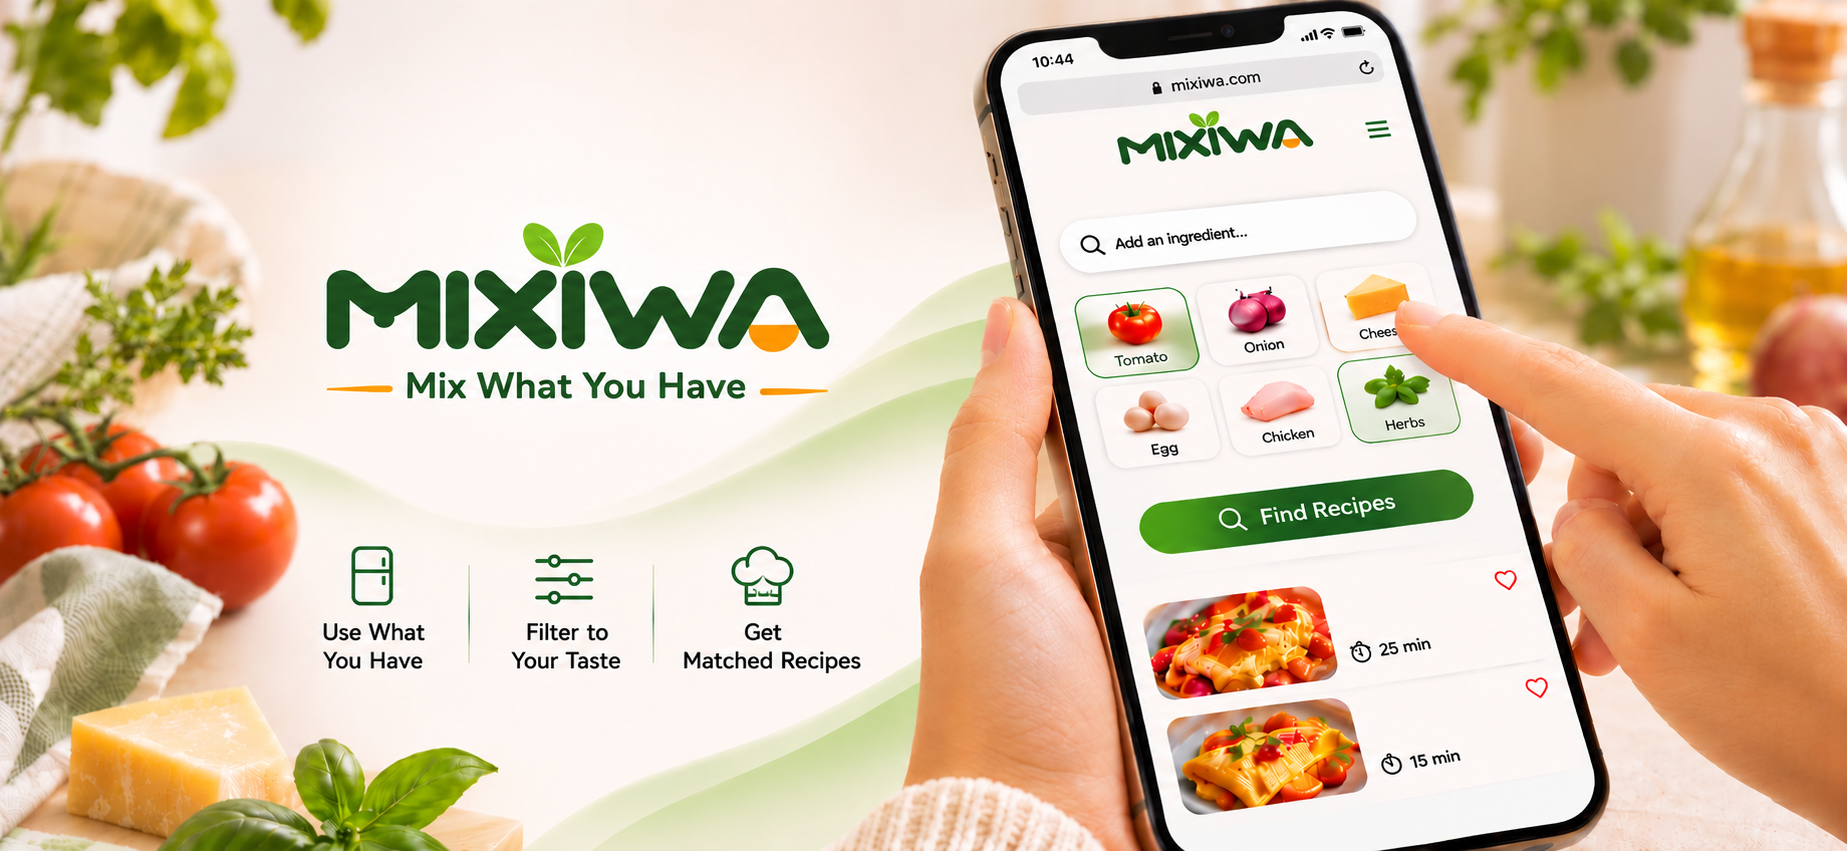 MIXIWA
Mix What You Have
Use What
You Have
Filter to
Your Taste
Get
Matched Recipes
10:44
mixiwa.com
MIXIWA
Add an ingredient...
Tomato
Onion
Chees
Egg
Chicken
Herbs
Find Recipes
25 min
15 min